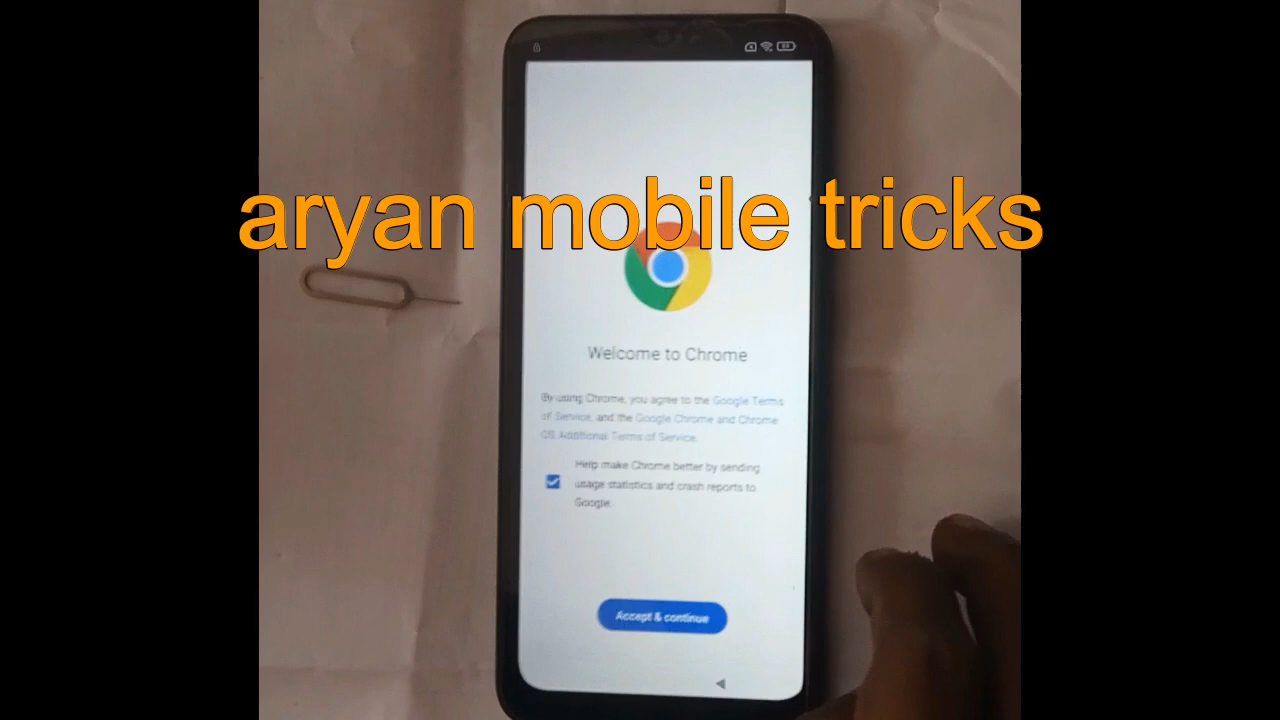 aryan mobile tricks
Welcome to Chrome
By using Chrome, you agree to the Google Terms
of Service, and the Google Chrome and Chrome
OS Additional Terms of Service.
Help make Chrome better by sending
usage statistics and crash reports to
Google.
Accept & continue